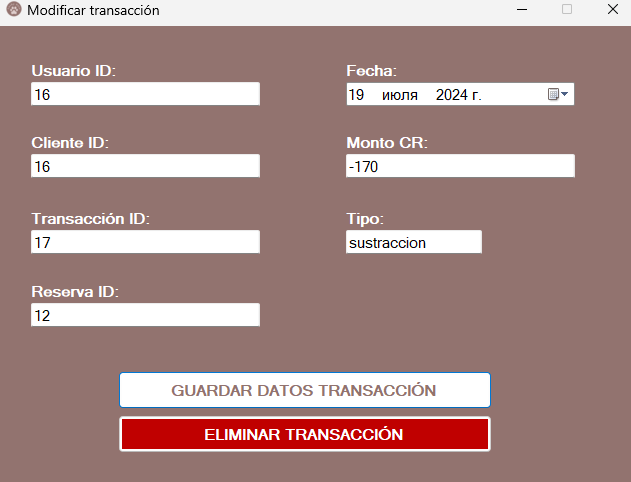 Modificar transacción
Usuario ID:
16
Fecha:
19 июля 2024 г.
Cliente ID:
16
Monto CR:
-170
Transacción ID:
17
Tipo:
sustraccion
Reserva ID:
12
GUARDAR DATOS TRANSACCIÓN
ELIMINAR TRANSACCIÓN